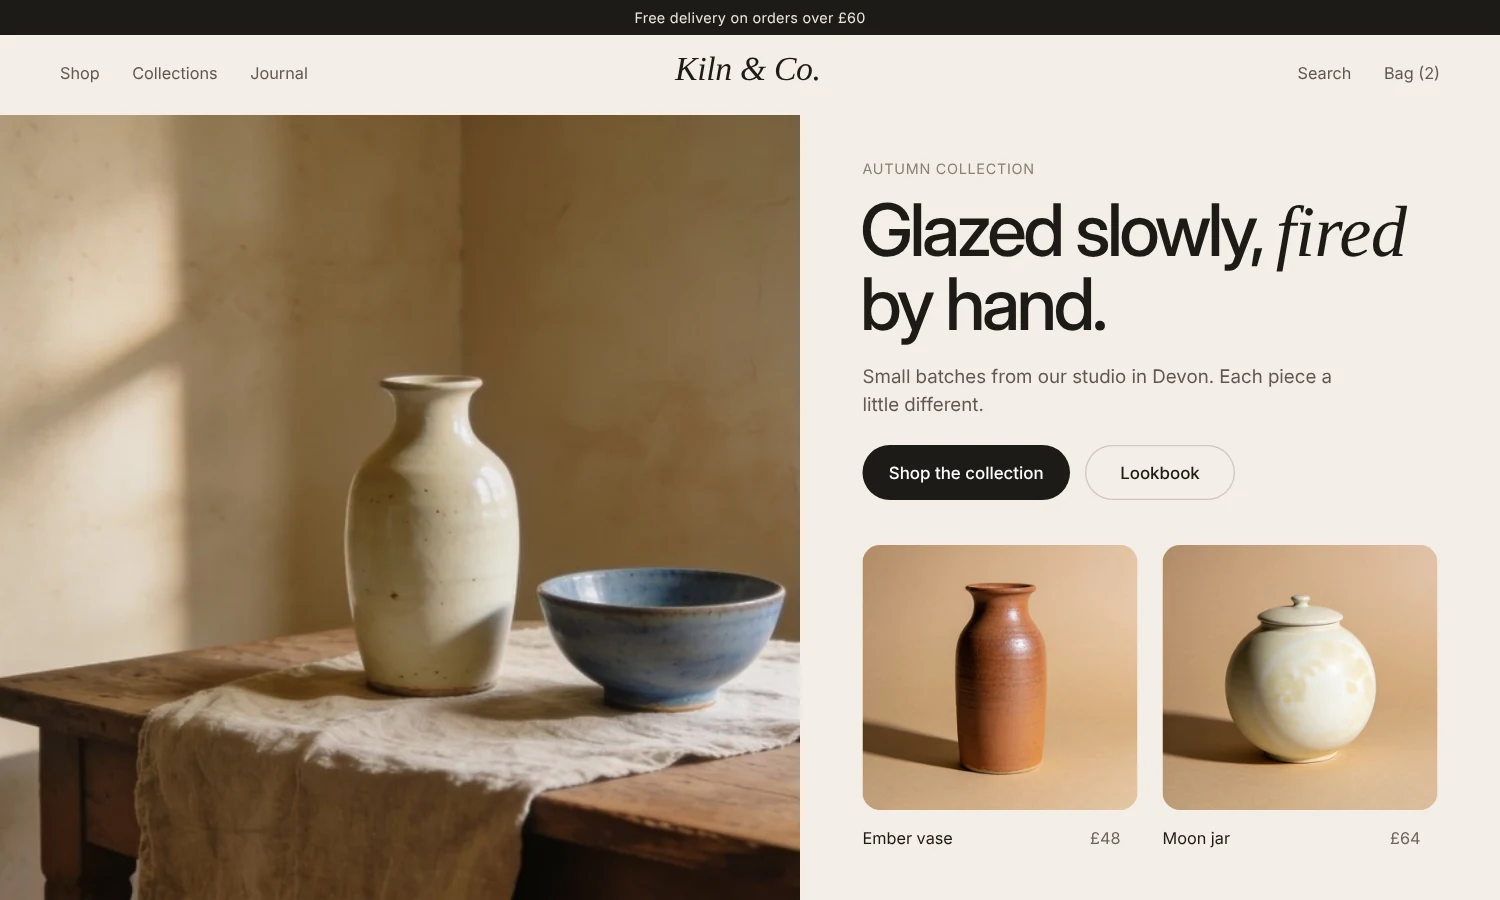 Free delivery on orders over £60
Shop Collections Journal
Kiln & Co.
Search Bag (2)
AUTUMN COLLECTION
Glazed slowly, fired
by hand.
Small batches from our studio in Devon. Each piece a
little different.
Shop the collection Lookbook
Ember vase £48
Moon jar £64